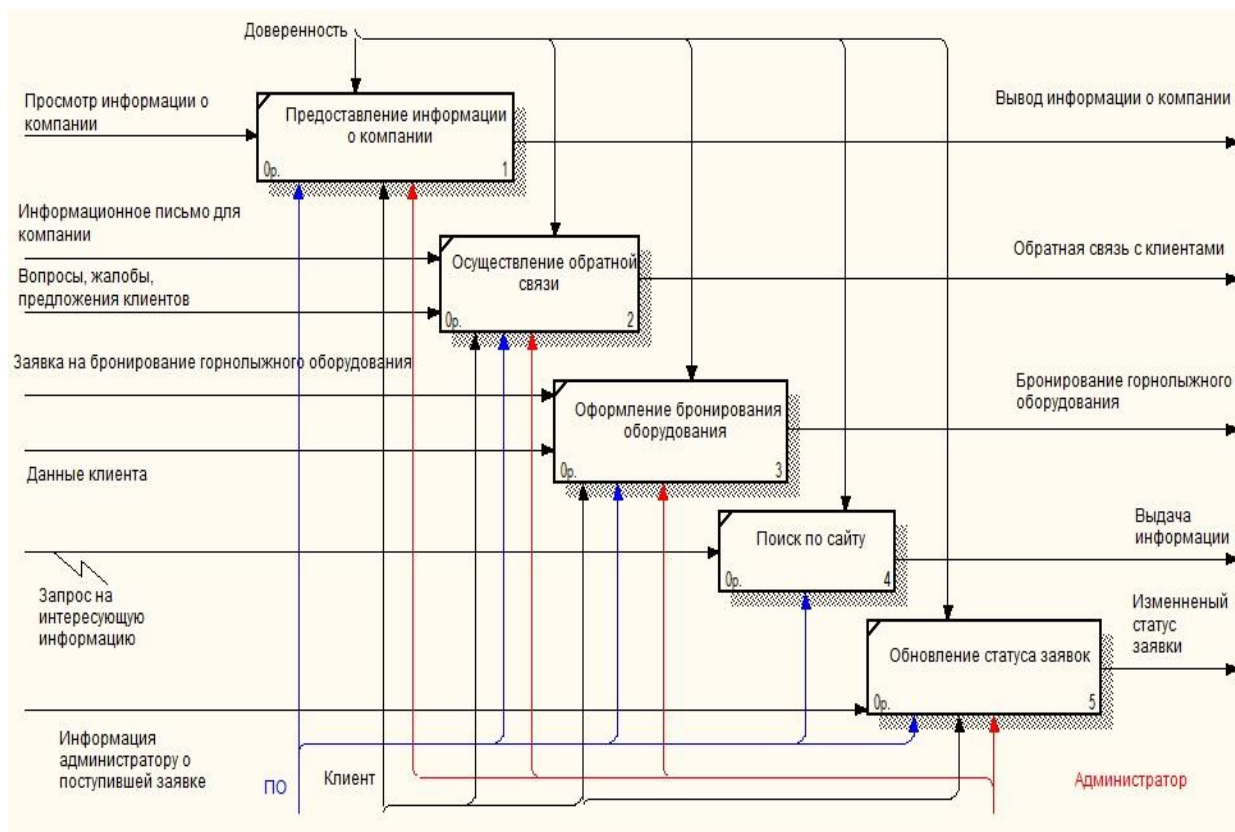 Доверенность
Просмотр информации о
компании
Предоставление информации
о компании
0р.
1
Вывод информации о компании
Информационное письмо для
компании
Вопросы, жалобы,
предложения клиентов
Осуществление обратной
связи
0р.
2
Обратная связь с клиентами
Заявка на бронирование горнолыжного оборудования
Данные клиента
Оформление бронирования
оборудования
0р.
3
Бронирование горнолыжного
оборудования
Запрос на
интересующую
информацию
Поиск по сайту
0р.
4
Выдача
информации
Обновление статуса заявок
0р.
5
Изменненый
статус
заявки
Информация
администратору о
поступившей заявке
ПО
Клиент
Администратор